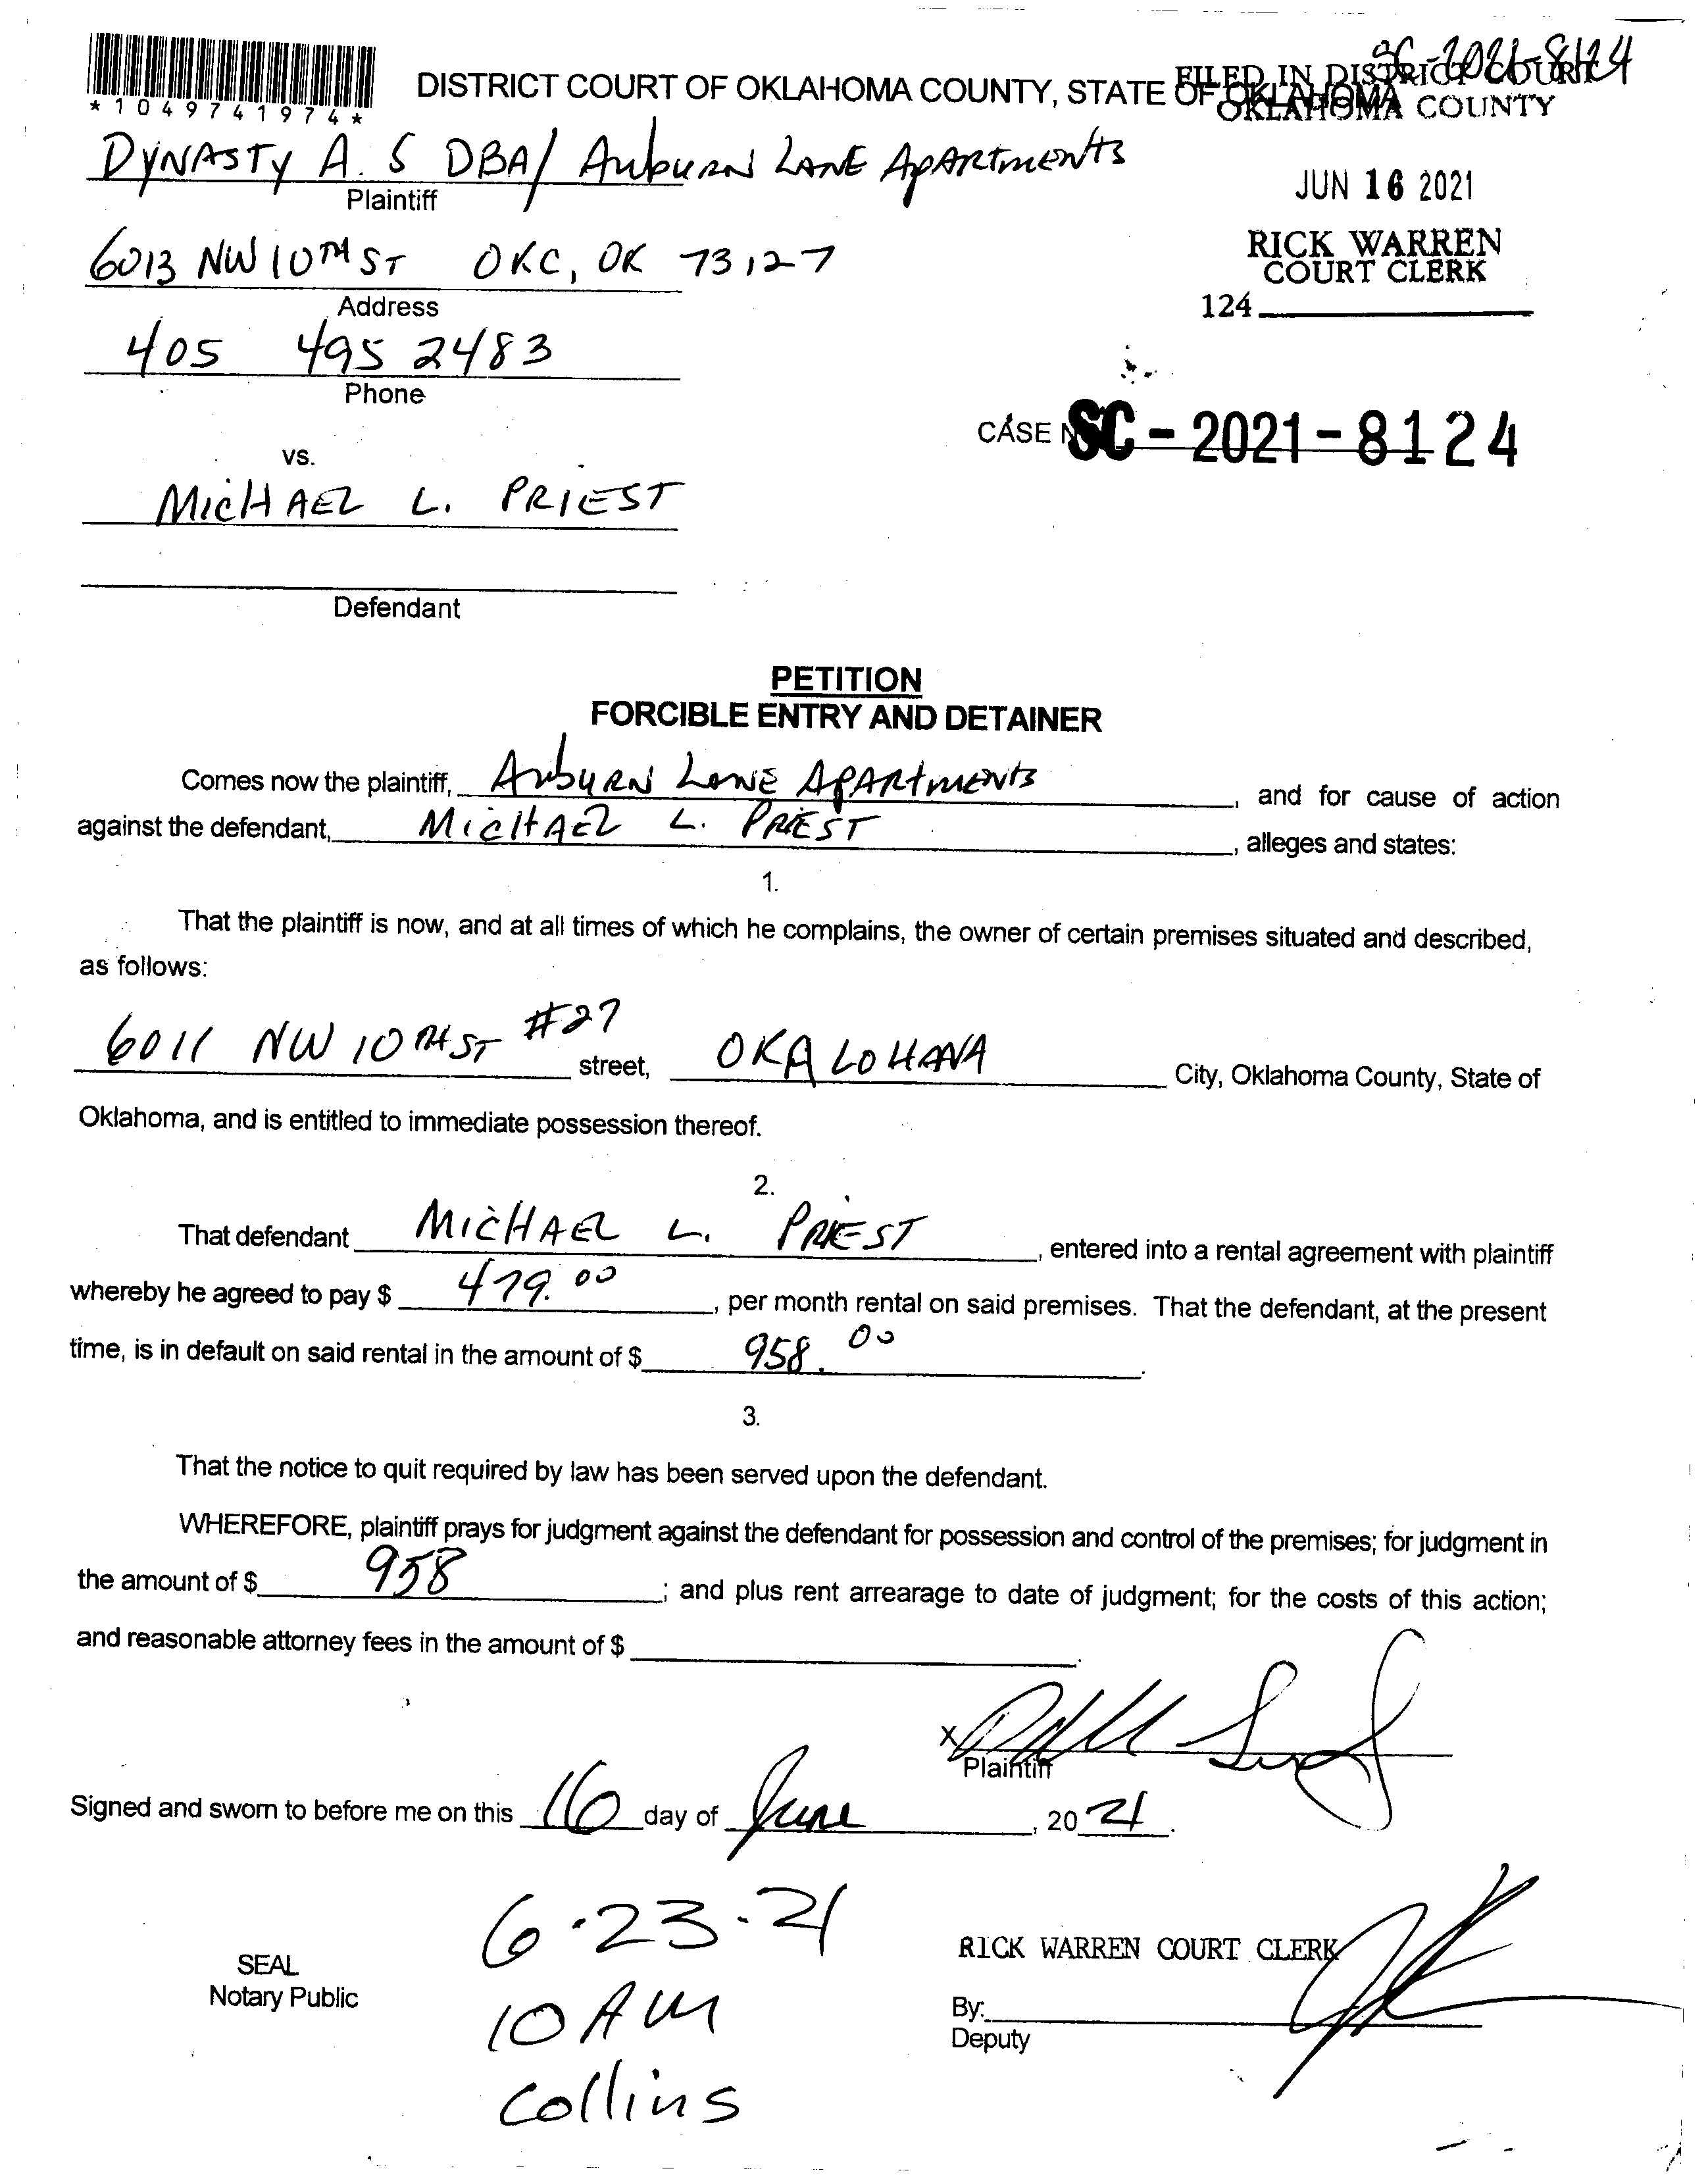 SC-2021-8124
DISTRICT COURT OF OKLAHOMA COUNTY, STATE OF OKLAHOMA
FILED IN DISTRICT COURT
OKLAHOMA COUNTY
*1049741974*
DYNASTY A. S DBA/ AubuRN LANE ApARTMENTS
Plaintiff
JUN 16 2021
6013 NW 10TH ST OKC, OK 73127
RICK WARREN
COURT CLERK
Address
124
405 495 2483
Phone
CASE SC-2021-8124
vs.
MICHAEL L. PRIEST
Defendant
PETITION
FORCIBLE ENTRY AND DETAINER
Comes now the plaintiff, AubuRN LANE APARtMENTS, and for cause of action
against the defendant, MICHAEL L. PRIEST, alleges and states:
1.
That the plaintiff is now, and at all times of which he complains, the owner of certain premises situated and described,
as follows:
6011 NW 10TH ST #27 street, OKALOHAMA City, Oklahoma County, State of
Oklahoma, and is entitled to immediate possession thereof.
2.
That defendant MICHAEL L. PRIEST, entered into a rental agreement with plaintiff
whereby he agreed to pay $ 479.00, per month rental on said premises. That the defendant, at the present
time, is in default on said rental in the amount of $ 958.00.
3.
That the notice to quit required by law has been served upon the defendant.
WHEREFORE, plaintiff prays for judgment against the defendant for possession and control of the premises; for judgment in
the amount of $ 958; and plus rent arrearage to date of judgment; for the costs of this action;
and reasonable attorney fees in the amount of $
X
Plaintiff
Signed and sworn to before me on this 16 day of June, 20 21.
6-23-21
SEAL
Notary Public
RICK WARREN COURT CLERK
10 AM
By:
Deputy
Collins